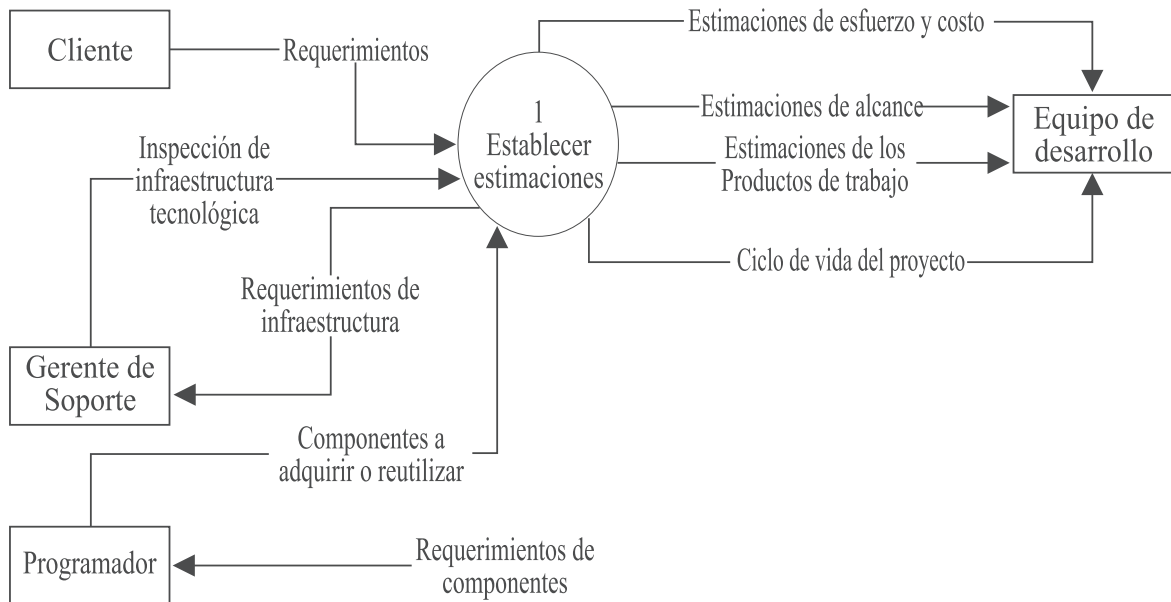 Cliente
Requerimientos
Estimaciones de esfuerzo y costo
1
Establecer
estimaciones
Estimaciones de alcance
Estimaciones de los
Productos de trabajo
Equipo de
desarrollo
Inspección de
infraestructura
tecnológica
Ciclo de vida del proyecto
Requerimientos de
infraestructura
Gerente de
Soporte
Componentes a
adquirir o reutilizar
Programador
Requerimientos de
componentes